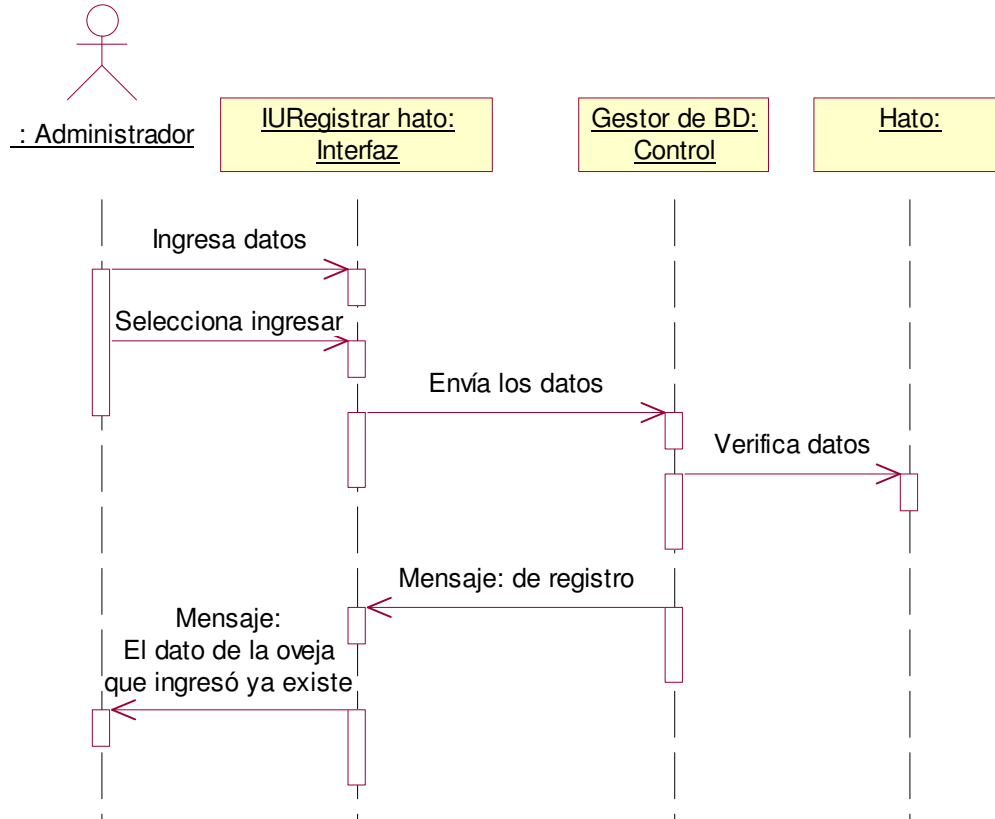 : Administrador
IURegistrar hato:
Interfaz
Gestor de BD:
Control
Hato:
Ingresa datos
Selecciona ingresar
Envía los datos
Verifica datos
Mensaje: de registro
Mensaje:
El dato de la oveja
que ingresó ya existe